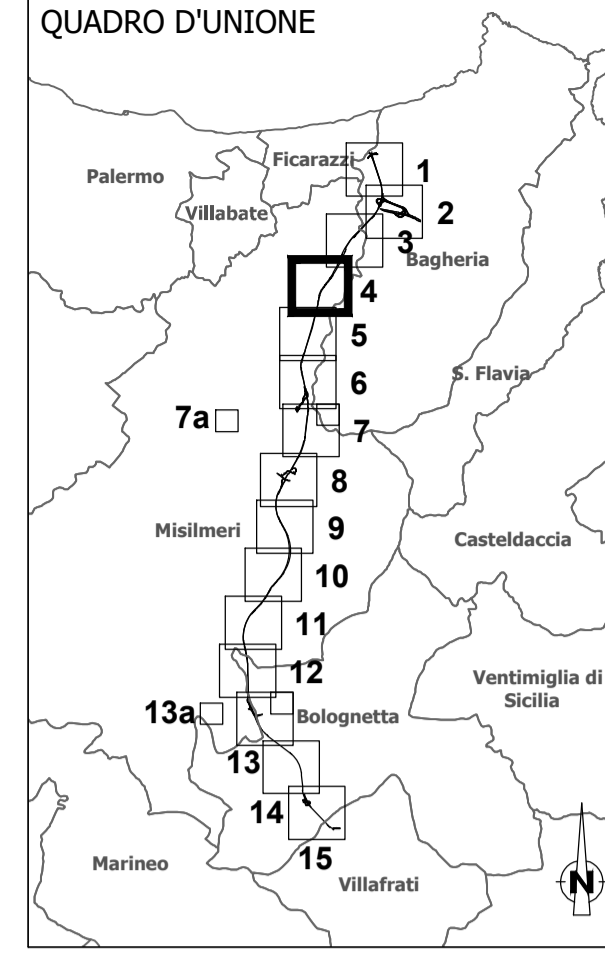 QUADRO D'UNIONE
Ficarazzi
1
Palermo
Villabate
2
3
Bagheria
4
5
S. Flavia
6
7a
7
8
Misilmeri
9
Casteldaccia
10
11
12
Ventimiglia di
Sicilia
13a
Bolognetta
13
14
15
Marineo
Villafrati
N